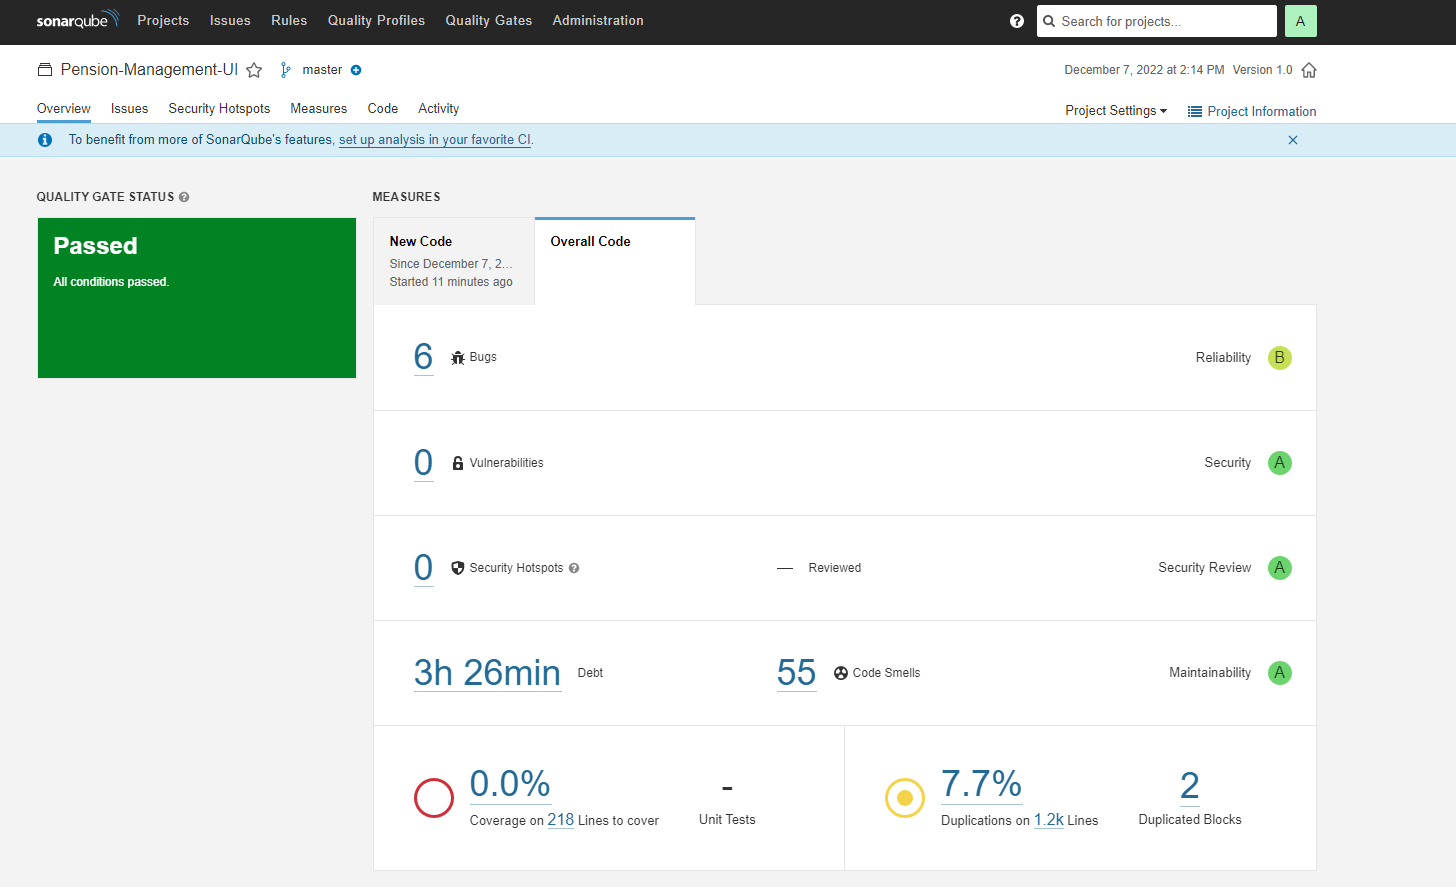 sonarqube Projects Issues Rules Quality Profiles Quality Gates Administration ? Search for projects... A
Pension-Management-UI master December 7, 2022 at 2:14 PM Version 1.0
Overview Issues Security Hotspots Measures Code Activity Project Settings Project Information
To benefit from more of SonarQube's features, set up analysis in your favorite CI.
QUALITY GATE STATUS ? MEASURES
Passed
All conditions passed.
New Code
Since December 7, 2...
Started 11 minutes ago
Overall Code
6 Bugs Reliability B
0 Vulnerabilities Security A
0 Security Hotspots ? — Reviewed Security Review A
3h 26min Debt 55 Code Smells Maintainability A
0.0% -
Coverage on 218 Lines to cover Unit Tests
7.7% 2
Duplications on 1.2k Lines Duplicated Blocks